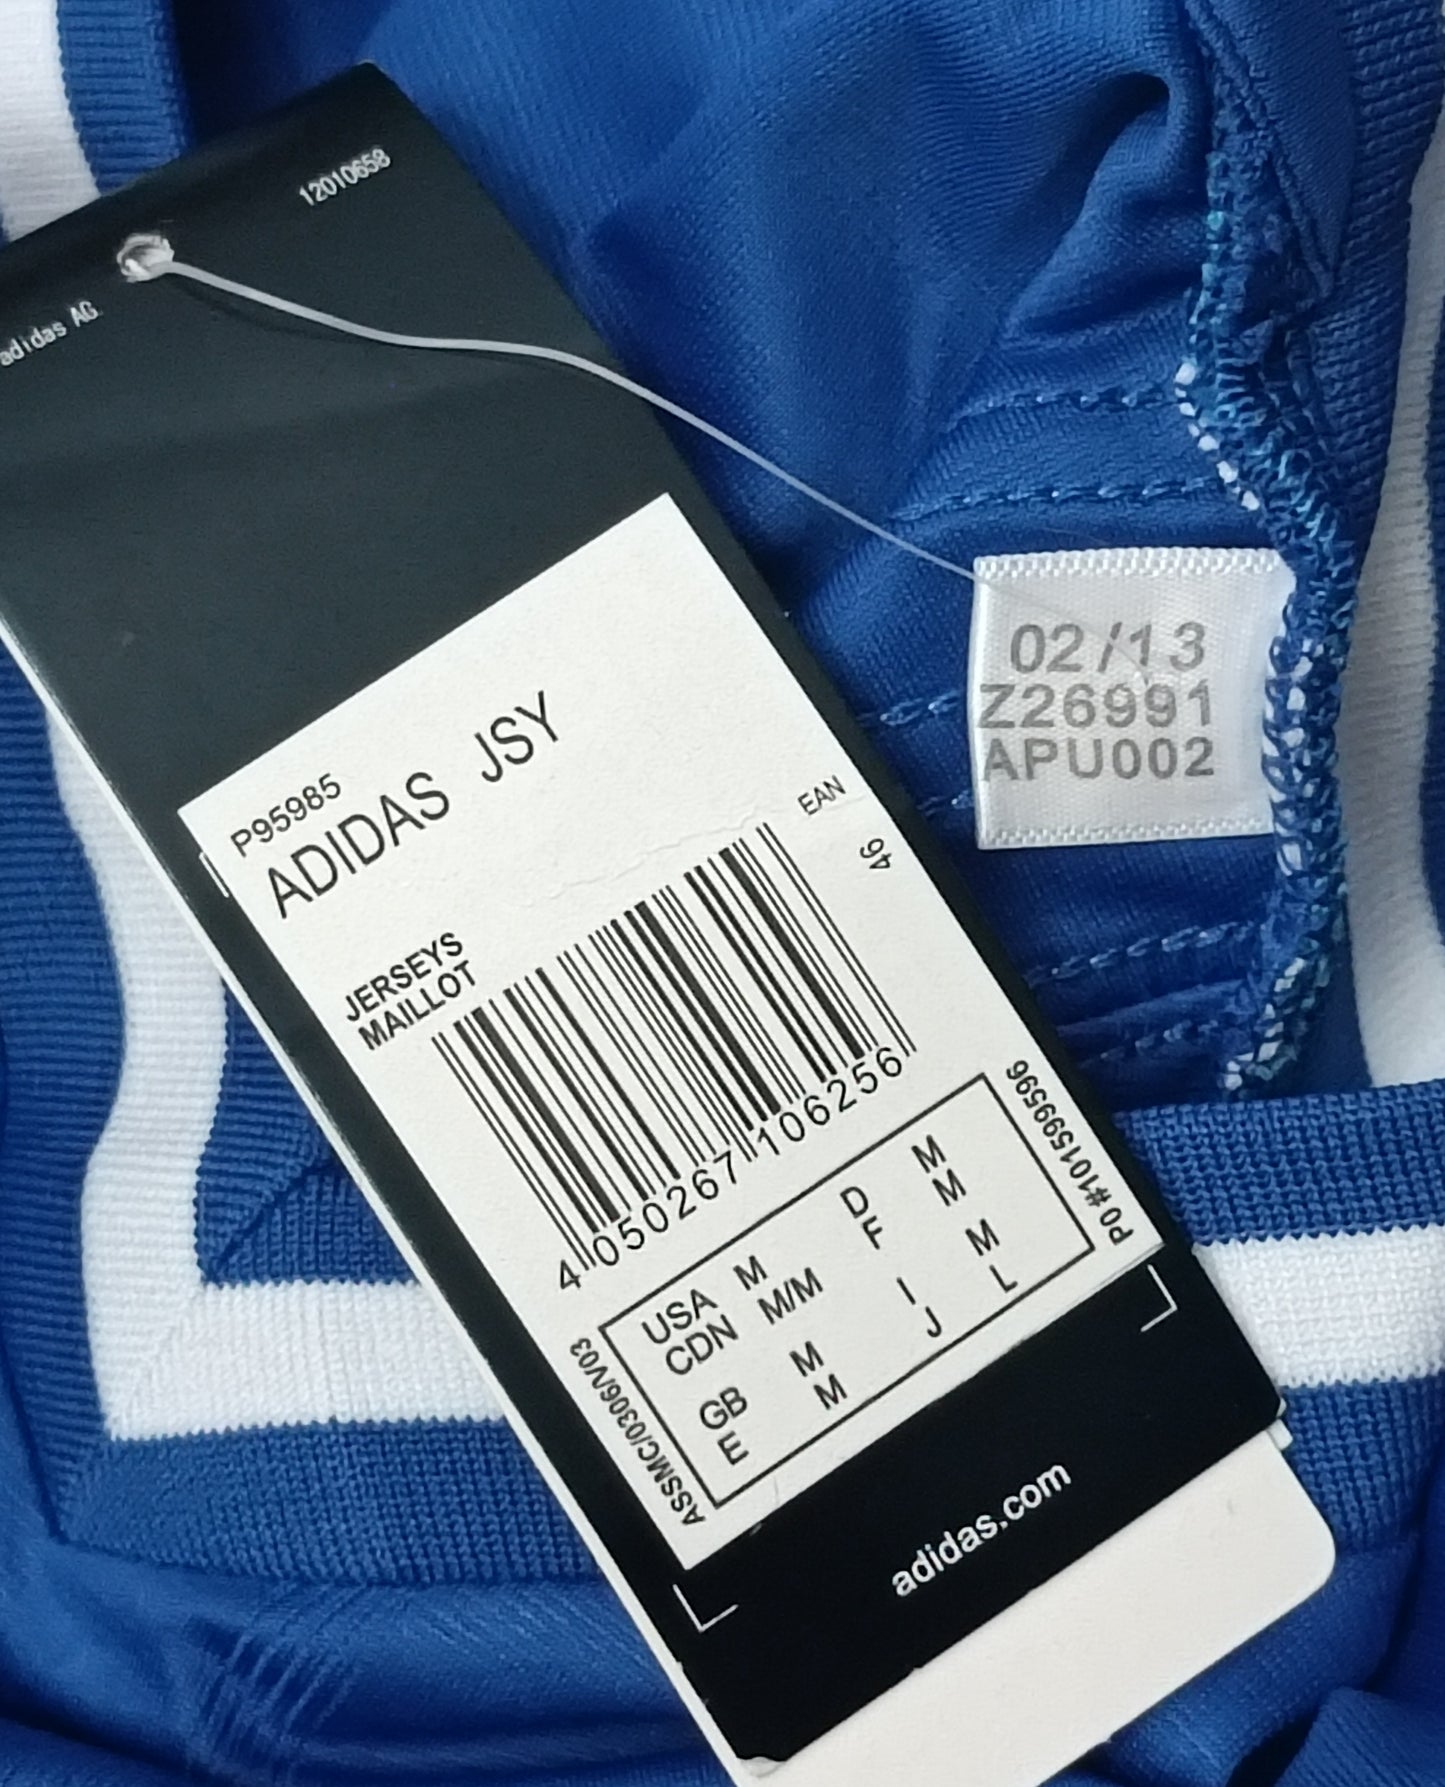 12010658
adidas AG
P95985
ADIDAS JSY
JERSEYS
MAILLOT
EAN
46
4 050267 106256
USA M D M
CDN M/M F M
GB M I M
E M J L
ASSMC/0306/V03
PO#101599596
adidas.com
02/13
Z26991
APU002